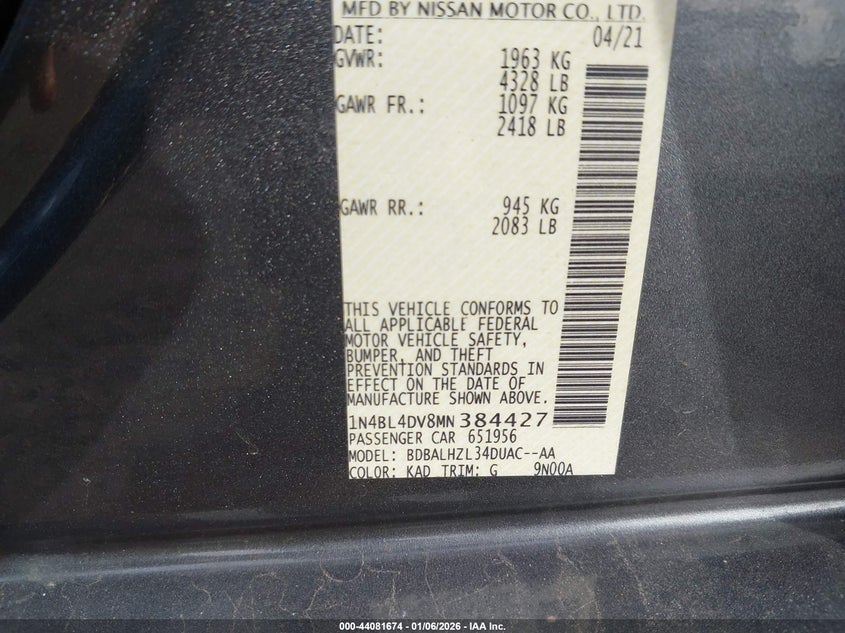 MFD BY NISSAN MOTOR CO., LTD.
DATE: 04/21
GVWR: 1963 KG
4328 LB
GAWR FR.: 1097 KG
2418 LB
GAWR RR.: 945 KG
2083 LB
THIS VEHICLE CONFORMS TO
ALL APPLICABLE FEDERAL
MOTOR VEHICLE SAFETY,
BUMPER, AND THEFT
PREVENTION STANDARDS IN
EFFECT ON THE DATE OF
MANUFACTURE SHOWN ABOVE.
1N4BL4DV8MN384427
PASSENGER CAR 651956
MODEL: BDBALHZL34DUAC--AA
COLOR: KAD TRIM: G 9N00A
000-44081674 - 01/06/2026 - IAA Inc.